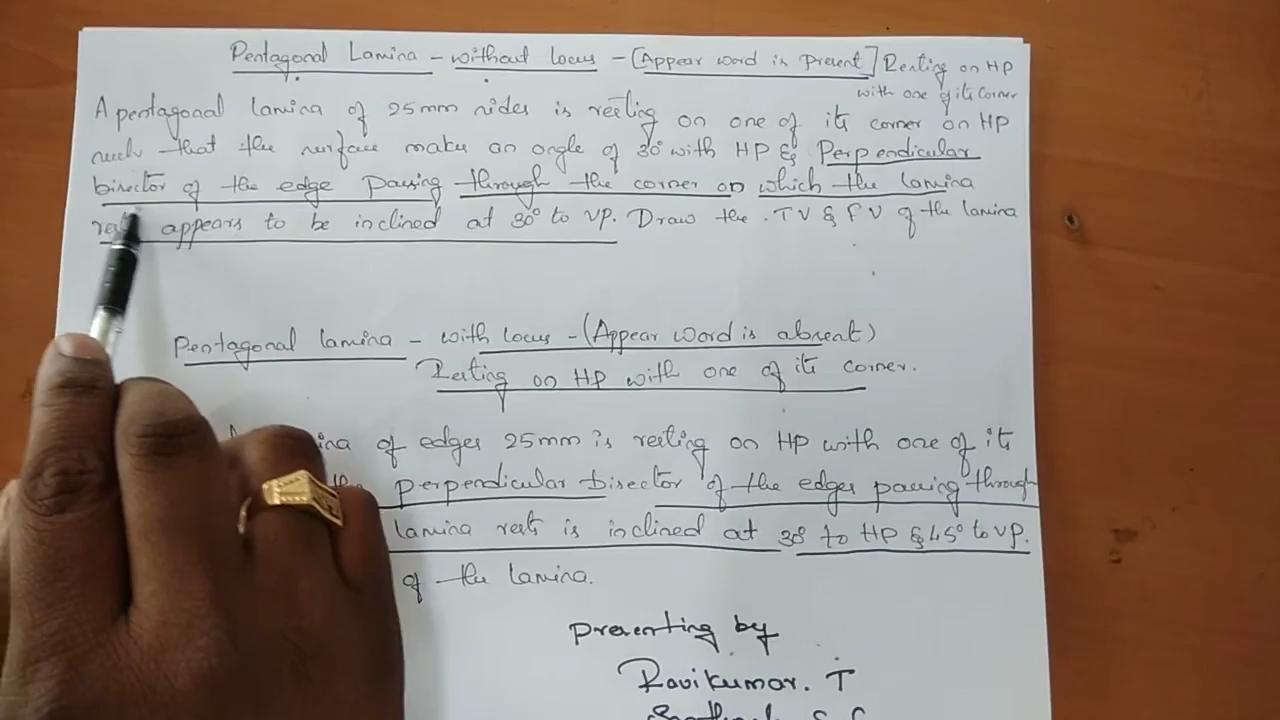 Pentagonal Lamina - without locus - [Appear word is Present] Resting on HP
with one of its corner
A pentagonal lamina of 25mm sides is resting on one of its corner on HP
such that the surface makes an angle of 30° with HP & Perpendicular
bisector of the edge passing through the corner on which the lamina
rests appears to be inclined at 30° to VP. Draw the TV & FV of the lamina
Pentagonal lamina - with locus - (Appear Word is absent)
Resting on HP with one of its corner.
lamina of edges 25mm is resting on HP with one of its
the perpendicular bisector of the edges passing through
lamina rests is inclined at 30° to HP & 45° to VP.
of the lamina.
Presenting by
Ravikumar. T